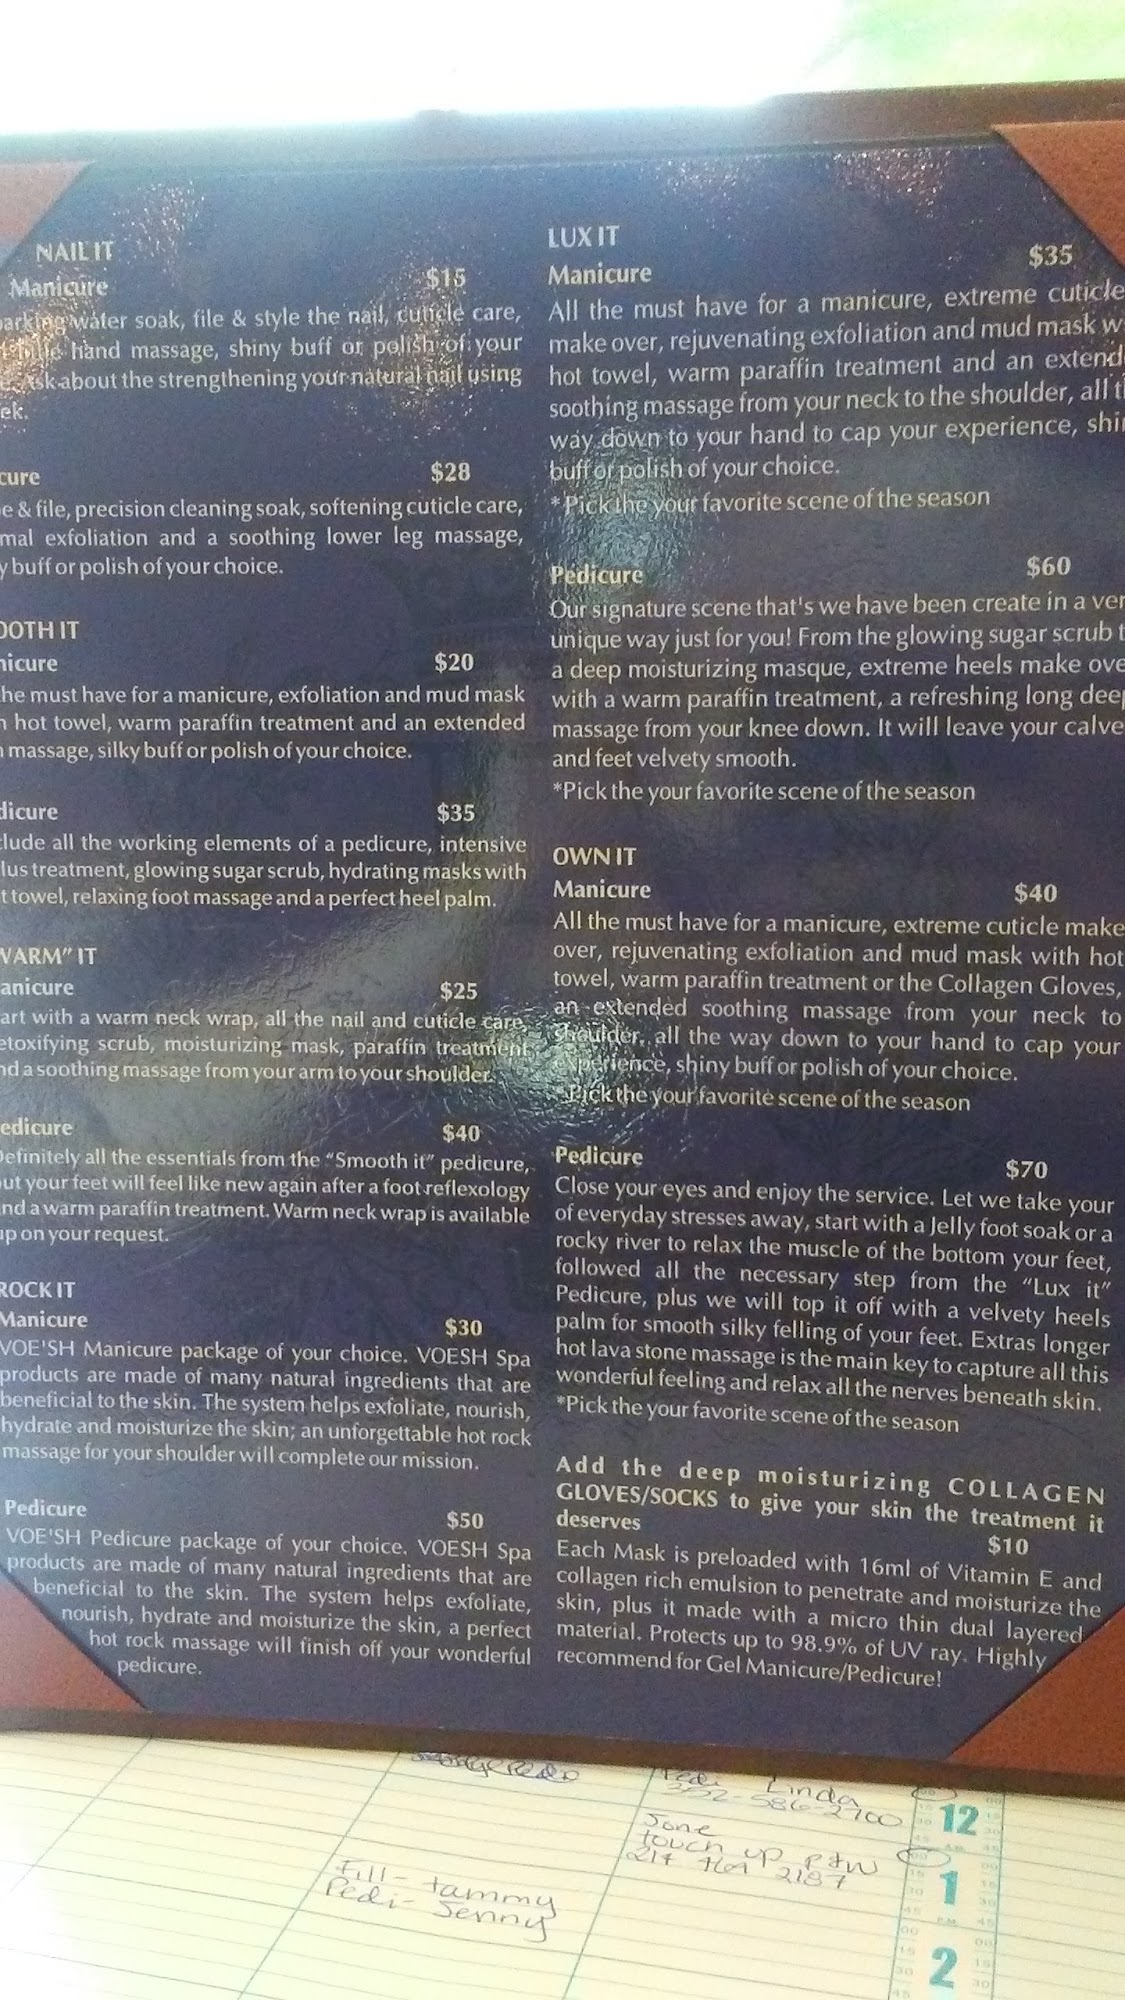 NAIL IT
Manicure $15
water soak, file & style the nail, cuticle care,
hand massage, shiny buff or polish of your
about the strengthening your natural nail using
ek.
cure $28
e & file, precision cleaning soak, softening cuticle care,
mal exfoliation and a soothing lower leg massage,
y buff or polish of your choice.
OOTH IT
nicure $20
he must have for a manicure, exfoliation and mud mask
h hot towel, warm paraffin treatment and an extended
massage, silky buff or polish of your choice.
dicure $35
clude all the working elements of a pedicure, intensive
lus treatment, glowing sugar scrub, hydrating masks with
t towel, relaxing foot massage and a perfect heel palm.
WARM" IT
anicure $25
art with a warm neck wrap, all the nail and cuticle care,
etoxifying scrub, moisturizing mask, paraffin treatment
nd a soothing massage from your arm to your shoulder.
edicure $40
Definitely all the essentials from the "Smooth it" pedicure,
ut your feet will feel like new again after a foot reflexology
nd a warm paraffin treatment. Warm neck wrap is available
up on your request.
ROCK IT
Manicure $30
VOE'SH Manicure package of your choice. VOESH Spa
products are made of many natural ingredients that are
beneficial to the skin. The system helps exfoliate, nourish,
hydrate and moisturize the skin; an unforgettable hot rock
massage for your shoulder will complete our mission.
Pedicure $50
VOE'SH Pedicure package of your choice. VOESH Spa
products are made of many natural ingredients that are
beneficial to the skin. The system helps exfoliate,
nourish, hydrate and moisturize the skin, a perfect
hot rock massage will finish off your wonderful
pedicure.
LUX IT
Manicure $35
All the must have for a manicure, extreme cuticle
make over, rejuvenating exfoliation and mud mask w
hot towel, warm paraffin treatment and an extend
soothing massage from your neck to the shoulder, all t
way down to your hand to cap your experience, shi
buff or polish of your choice.
*Pick the your favorite scene of the season
Pedicure $60
Our signature scene that's we have been create in a ver
unique way just for you! From the glowing sugar scrub t
a deep moisturizing masque, extreme heels make ove
with a warm paraffin treatment, a refreshing long deep
massage from your knee down. It will leave your calve
and feet velvety smooth.
*Pick the your favorite scene of the season
OWN IT
Manicure $40
All the must have for a manicure, extreme cuticle make
over, rejuvenating exfoliation and mud mask with hot
towel, warm paraffin treatment or the Collagen Gloves,
an extended soothing massage from your neck to
shoulder, all the way down to your hand to cap your
experience, shiny buff or polish of your choice.
*Pick the your favorite scene of the season
Pedicure $70
Close your eyes and enjoy the service. Let we take your
of everyday stresses away, start with a Jelly foot soak or a
rocky river to relax the muscle of the bottom your feet,
followed all the necessary step from the "Lux it"
Pedicure, plus we will top it off with a velvety heels
palm for smooth silky felling of your feet. Extras longer
hot lava stone massage is the main key to capture all this
wonderful feeling and relax all the nerves beneath skin.
*Pick the your favorite scene of the season
Add the deep moisturizing COLLAGEN
GLOVES/SOCKS to give your skin the treatment it
deserves $10
Each Mask is preloaded with 16ml of Vitamin E and
collagen rich emulsion to penetrate and moisturize the
skin, plus it made with a micro thin dual layered
material. Protects up to 98.9% of UV ray. Highly
recommend for Gel Manicure/Pedicure!
Pedi Linda
352-586-2700
Jone
touch up P+W
2187
Fill - tammy
Pedi - Jenny
12
1
P.M.
2